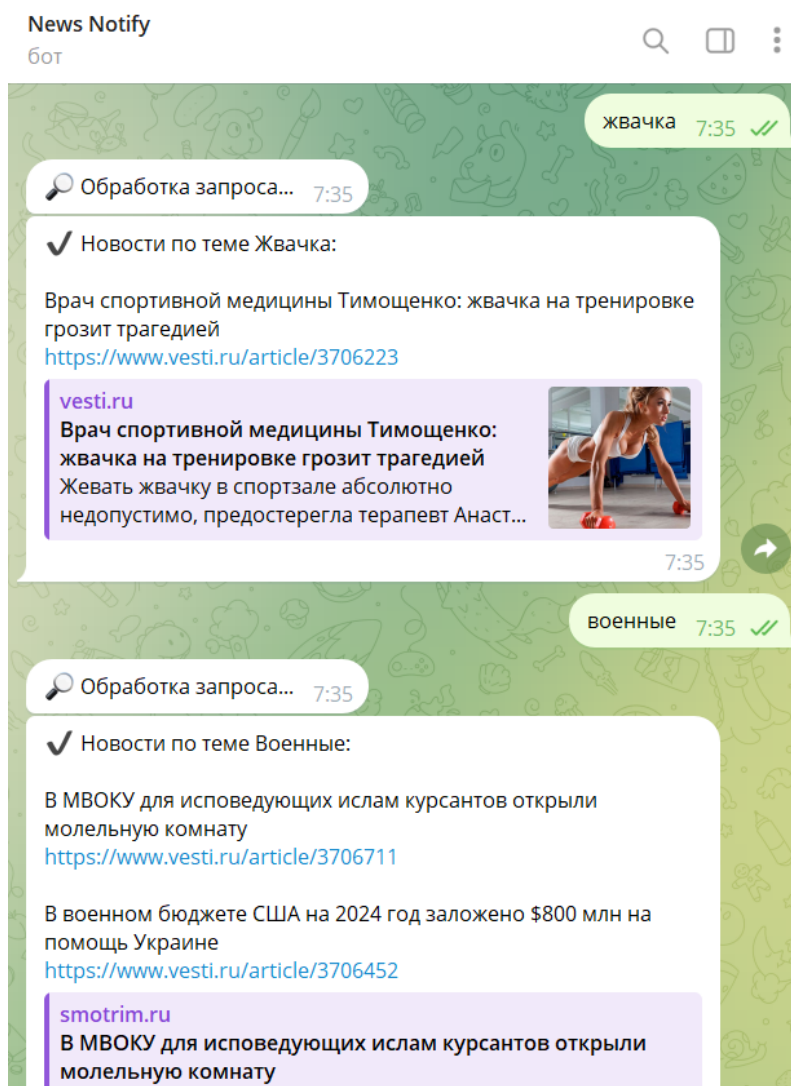 News Notify
бот
жвачка 7:35
Обработка запроса... 7:35
Новости по теме Жвачка:
Врач спортивной медицины Тимощенко: жвачка на тренировке
грозит трагедией
https://www.vesti.ru/article/3706223
vesti.ru
Врач спортивной медицины Тимощенко:
жвачка на тренировке грозит трагедией
Жевать жвачку в спортзале абсолютно
недопустимо, предостерегла терапевт Анаст...
7:35
военные 7:35
Обработка запроса... 7:35
Новости по теме Военные:
В МВОКУ для исповедующих ислам курсантов открыли
молельную комнату
https://www.vesti.ru/article/3706711
В военном бюджете США на 2024 год заложено $800 млн на
помощь Украине
https://www.vesti.ru/article/3706452
smotrim.ru
В МВОКУ для исповедующих ислам курсантов открыли
молельную комнату